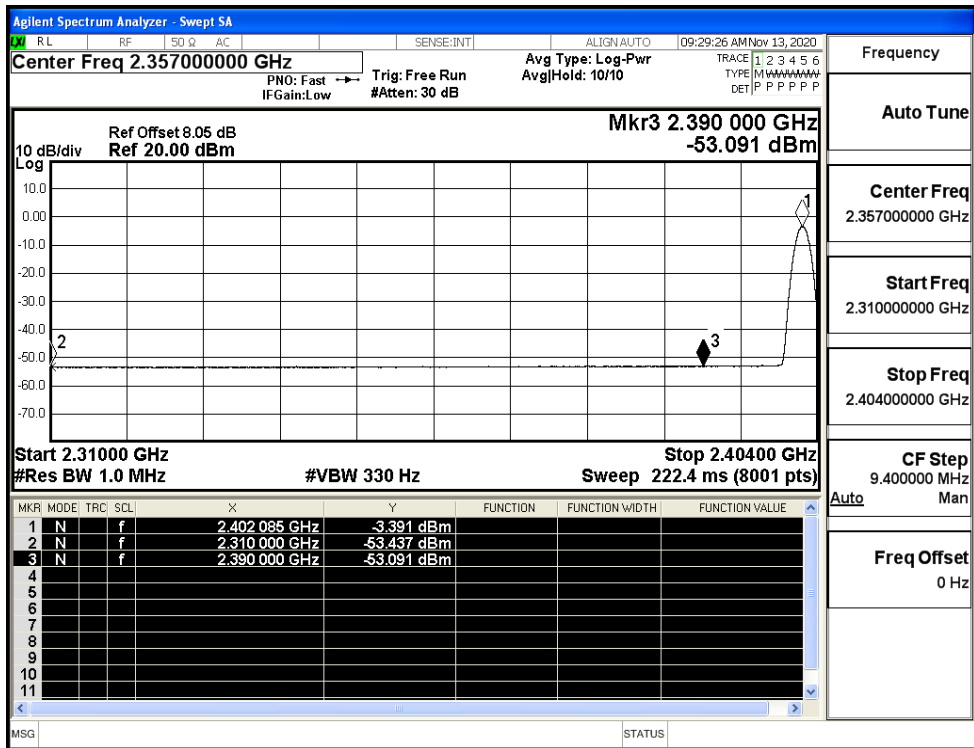 Agilent Spectrum Analyzer - Swept SA
LXI RL RF 50 Ω AC SENSE:INT ALIGNAUTO 09:29:26 AM Nov 13, 2020
Center Freq 2.357000000 GHz
PNO: Fast
IFGain:Low
Trig: Free Run
#Atten: 30 dB
Avg Type: Log-Pwr
Avg|Hold: 10/10
TRACE 1 2 3 4 5 6
TYPE M WWWWW
DET P P P P P P
Ref Offset 8.05 dB
10 dB/div Ref 20.00 dBm
Log
Mkr3 2.390 000 GHz
-53.091 dBm
10.0
0.00
-10.0
-20.0
-30.0
-40.0
-50.0
-60.0
-70.0
1
2
3
Start 2.31000 GHz Stop 2.40400 GHz
#Res BW 1.0 MHz #VBW 330 Hz Sweep 222.4 ms (8001 pts)
MKR MODE TRC SCL X Y FUNCTION FUNCTION WIDTH FUNCTION VALUE
1 N f 2.402 085 GHz -3.391 dBm
2 N f 2.310 000 GHz -53.437 dBm
3 N f 2.390 000 GHz -53.091 dBm
4
5
6
7
8
9
10
11
MSG STATUS
Frequency
Auto Tune
Center Freq
2.357000000 GHz
Start Freq
2.310000000 GHz
Stop Freq
2.404000000 GHz
CF Step
9.400000 MHz
Auto Man
Freq Offset
0 Hz